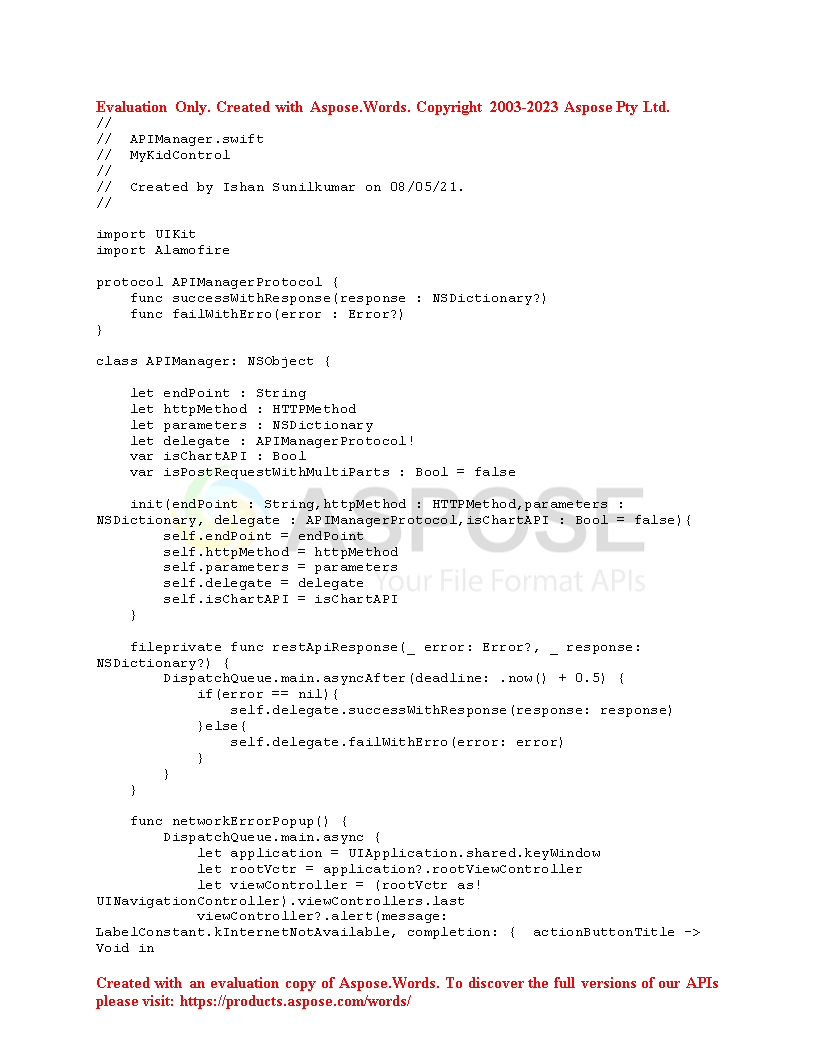 Evaluation Only. Created with Aspose.Words. Copyright 2003-2023 Aspose Pty Ltd.
//
//  APIManager.swift
//  MyKidControl
//
//  Created by Ishan Sunilkumar on 08/05/21.
//

import UIKit
import Alamofire

protocol APIManagerProtocol {
    func successWithResponse(response : NSDictionary?)
    func failWithErro(error : Error?)
}

class APIManager: NSObject {

    let endPoint : String
    let httpMethod : HTTPMethod
    let parameters : NSDictionary
    let delegate : APIManagerProtocol!
    var isChartAPI : Bool
    var isPostRequestWithMultiParts : Bool = false

    init(endPoint : String,httpMethod : HTTPMethod,parameters :
NSDictionary, delegate : APIManagerProtocol,isChartAPI : Bool = false){
        self.endPoint = endPoint
        self.httpMethod = httpMethod
        self.parameters = parameters
        self.delegate = delegate
        self.isChartAPI = isChartAPI
    }
ASPOSE
Your File Format APIs

    fileprivate func restApiResponse(_ error: Error?, _ response:
NSDictionary?) {
        DispatchQueue.main.asyncAfter(deadline: .now() + 0.5) {
            if(error == nil){
                self.delegate.successWithResponse(response: response)
            }else{
                self.delegate.failWithErro(error: error)
            }
        }
    }

    func networkErrorPopup() {
        DispatchQueue.main.async {
            let application = UIApplication.shared.keyWindow
            let rootVctr = application?.rootViewController
            let viewController = (rootVctr as!
UINavigationController).viewControllers.last
            viewController?.alert(message:
LabelConstant.kInternetNotAvailable, completion: {  actionButtonTitle ->
Void in

Created with an evaluation copy of Aspose.Words. To discover the full versions of our APIs
please visit: https://products.aspose.com/words/